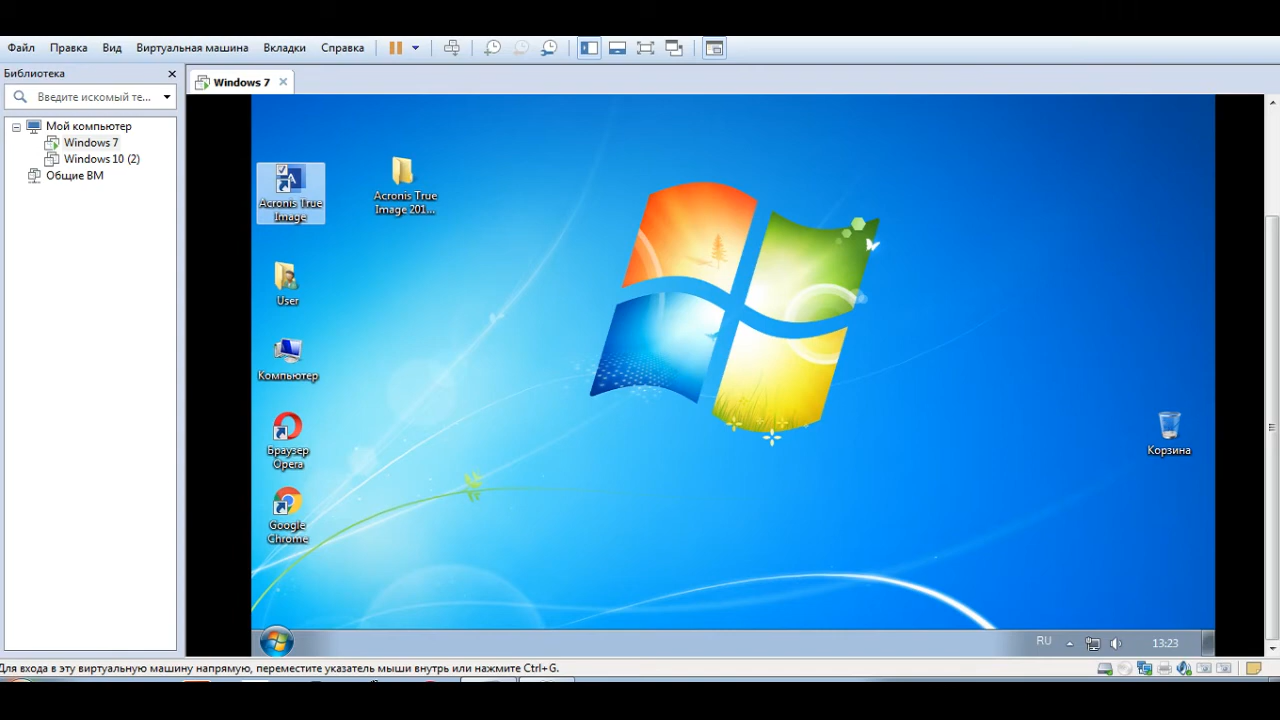 Файл Правка Вид Виртуальная машина Вкладки Справка
Библиотека
Windows 7
Введите искомый те...
Мой компьютер
Windows 7
Windows 10 (2)
Общие ВМ
Acronis True
Image
Acronis True
Image 201...
User
Компьютер
Браузер
Opera
Google
Chrome
Корзина
RU 13:23
Для входа в эту виртуальную машину напрямую, переместите указатель мыши внутрь или нажмите Ctrl+G.